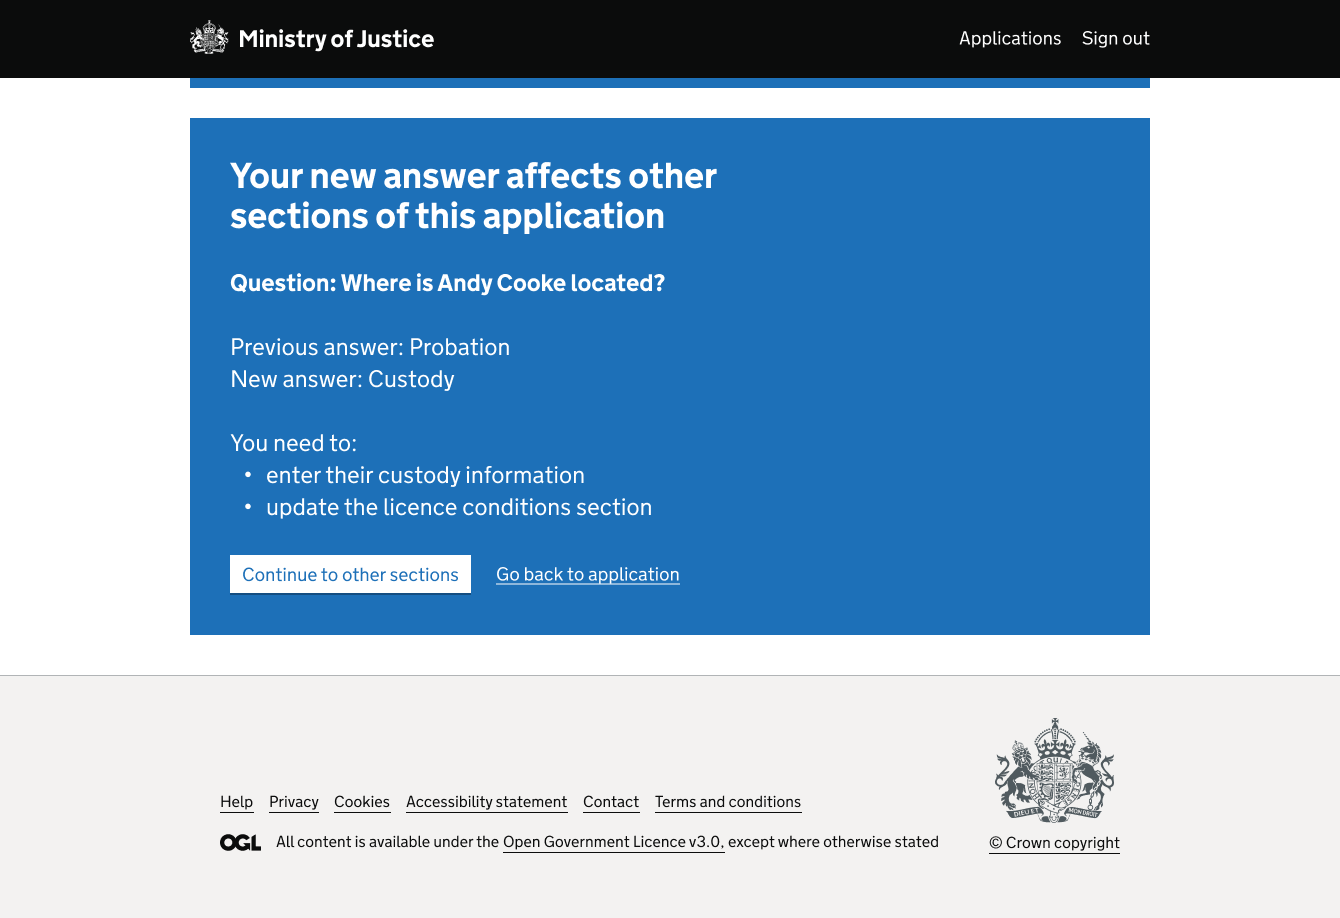 Ministry of Justice
Applications
Sign out
Your new answer affects other
sections of this application
Question: Where is Andy Cooke located?
Previous answer: Probation
New answer: Custody
You need to:
• enter their custody information
• update the licence conditions section
Continue to other sections
Go back to application
Help
Privacy
Cookies
Accessibility statement
Contact
Terms and conditions
OGL
All content is available under the Open Government Licence v3.0, except where otherwise stated
© Crown copyright